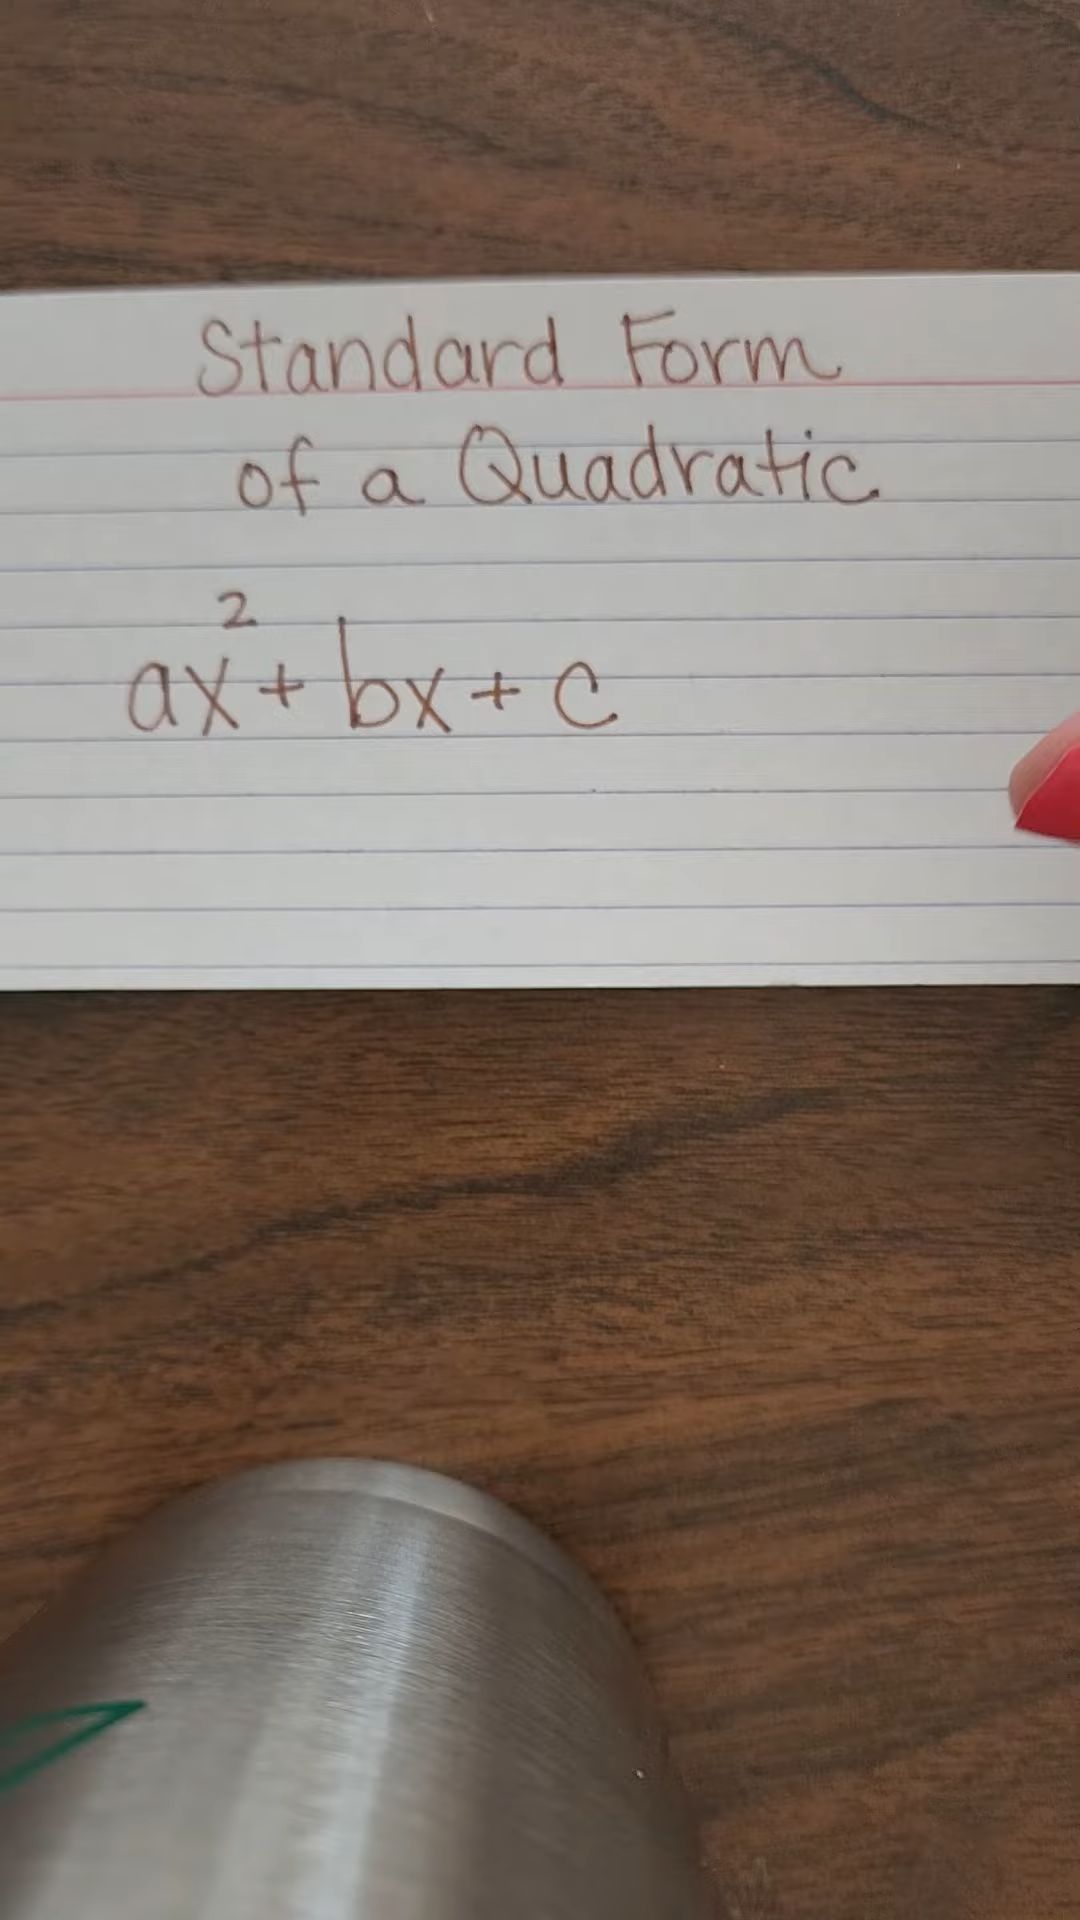 Standard Form
of a Quadratic
ax² + bx + c